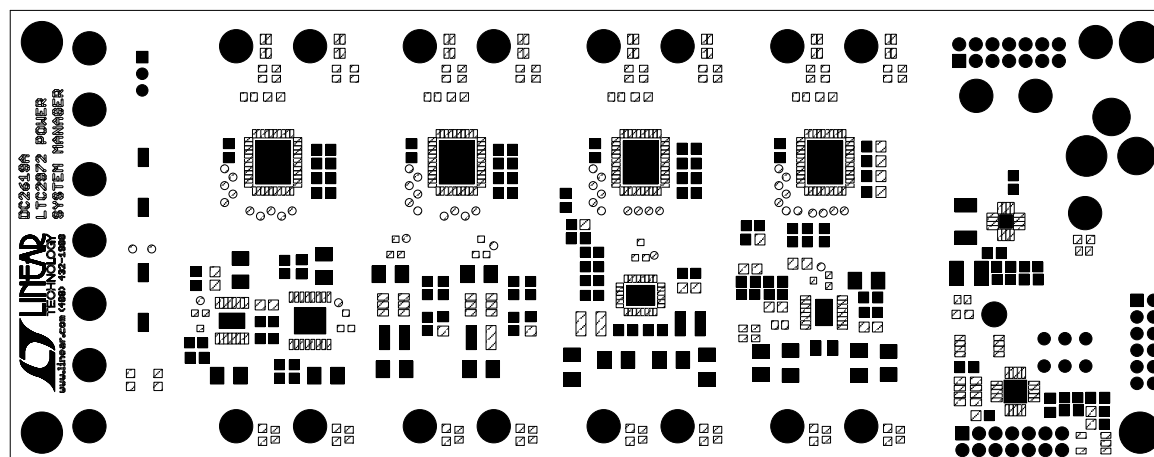 DC2619A
LTC2972 POWER
SYSTEM MANAGER
LINEAR
TECHNOLOGY
www.linear.com (408) 432-1900